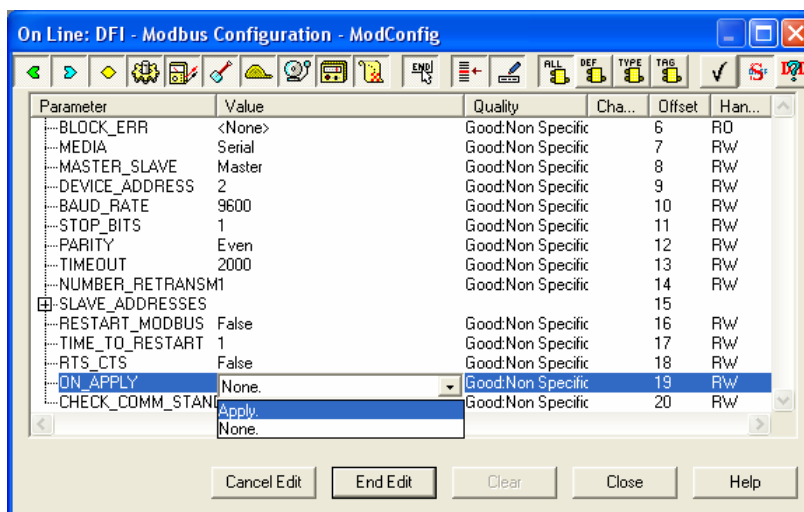 On Line: DFI - Modbus Configuration - ModConfig
END ALL DEF TYPE TAG
Parameter Value Quality Cha... Offset Han...
BLOCK_ERR <None> Good:Non Specific 6 RO
MEDIA Serial Good:Non Specific 7 RW
MASTER_SLAVE Master Good:Non Specific 8 RW
DEVICE_ADDRESS 2 Good:Non Specific 9 RW
BAUD_RATE 9600 Good:Non Specific 10 RW
STOP_BITS 1 Good:Non Specific 11 RW
PARITY Even Good:Non Specific 12 RW
TIMEOUT 2000 Good:Non Specific 13 RW
NUMBER_RETRANSM1 Good:Non Specific 14 RW
SLAVE_ADDRESSES 15
RESTART_MODBUS False Good:Non Specific 16 RW
TIME_TO_RESTART 1 Good:Non Specific 17 RW
RTS_CTS False Good:Non Specific 18 RW
ON_APPLY None. Good:Non Specific 19 RW
CHECK_COMM_STAND Apply. Good:Non Specific 20 RW
None.
Cancel Edit End Edit Clear Close Help